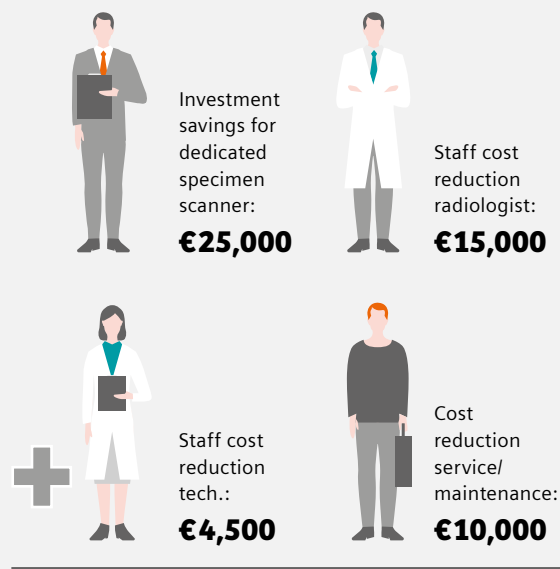 Investment
savings for
dedicated
specimen
scanner:
€25,000
Staff cost
reduction
radiologist:
€15,000
Staff cost
reduction
tech.:
€4,500
Cost
reduction
service/
maintenance:
€10,000